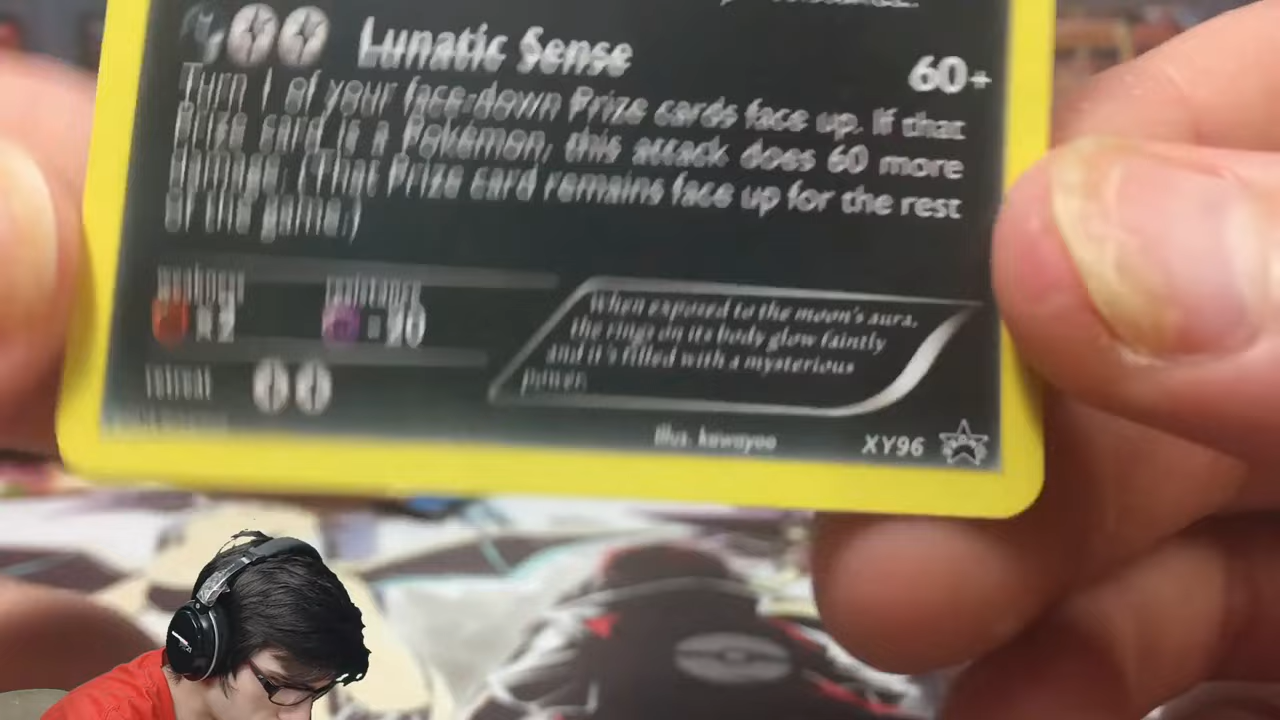 Lunatic Sense
60+
Turn 1 of your face-down Prize cards face up. If that
Prize card is a Pokémon, this attack does 60 more
damage. (That Prize card remains face up for the rest
of the game.)
weakness
resistance
×2
-20
retreat
When exposed to the moon's aura,
the rings on its body glow faintly
and it's filled with a mysterious
power.
Illus. kawayoo
XY96